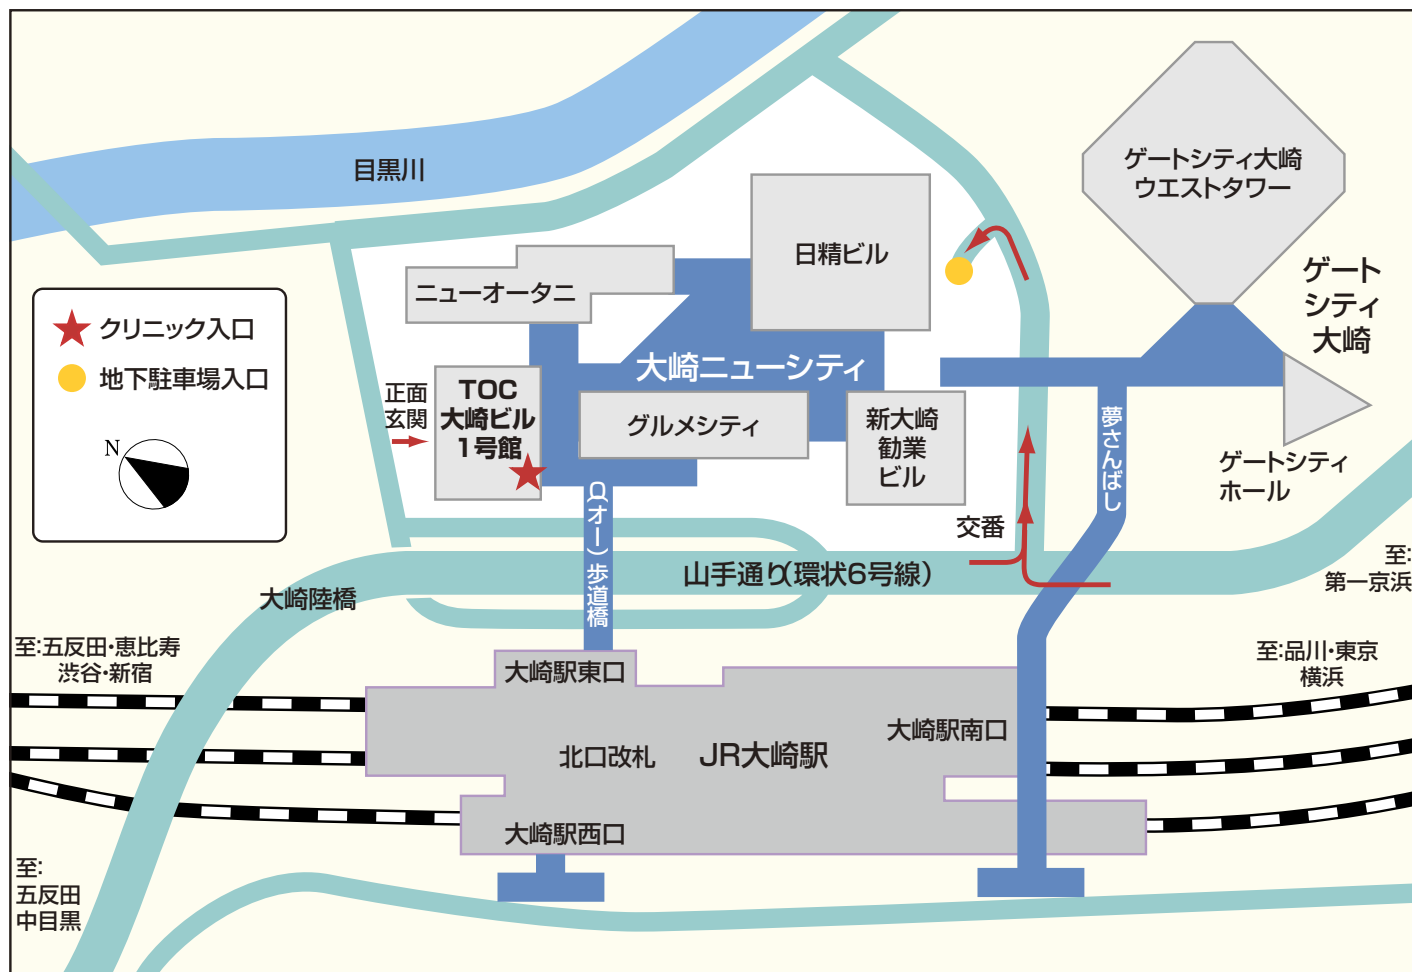 目黒川
ゲートシティ大崎
ウエストタワー
日精ビル
ニューオータニ
ゲート
シティ
大崎
クリニック入口
地下駐車場入口
N
大崎ニューシティ
正面
玄関
TOC
大崎ビル
1号館
グルメシティ
新大崎
勧業
ビル
夢さんばし
ゲートシティ
ホール
O(オー)歩道橋
交番
山手通り(環状6号線)
至:
第一京浜
大崎陸橋
至:五反田・恵比寿
渋谷・新宿
至:品川・東京
横浜
大崎駅東口
大崎駅南口
北口改札
JR大崎駅
大崎駅西口
至:
五反田
中目黒